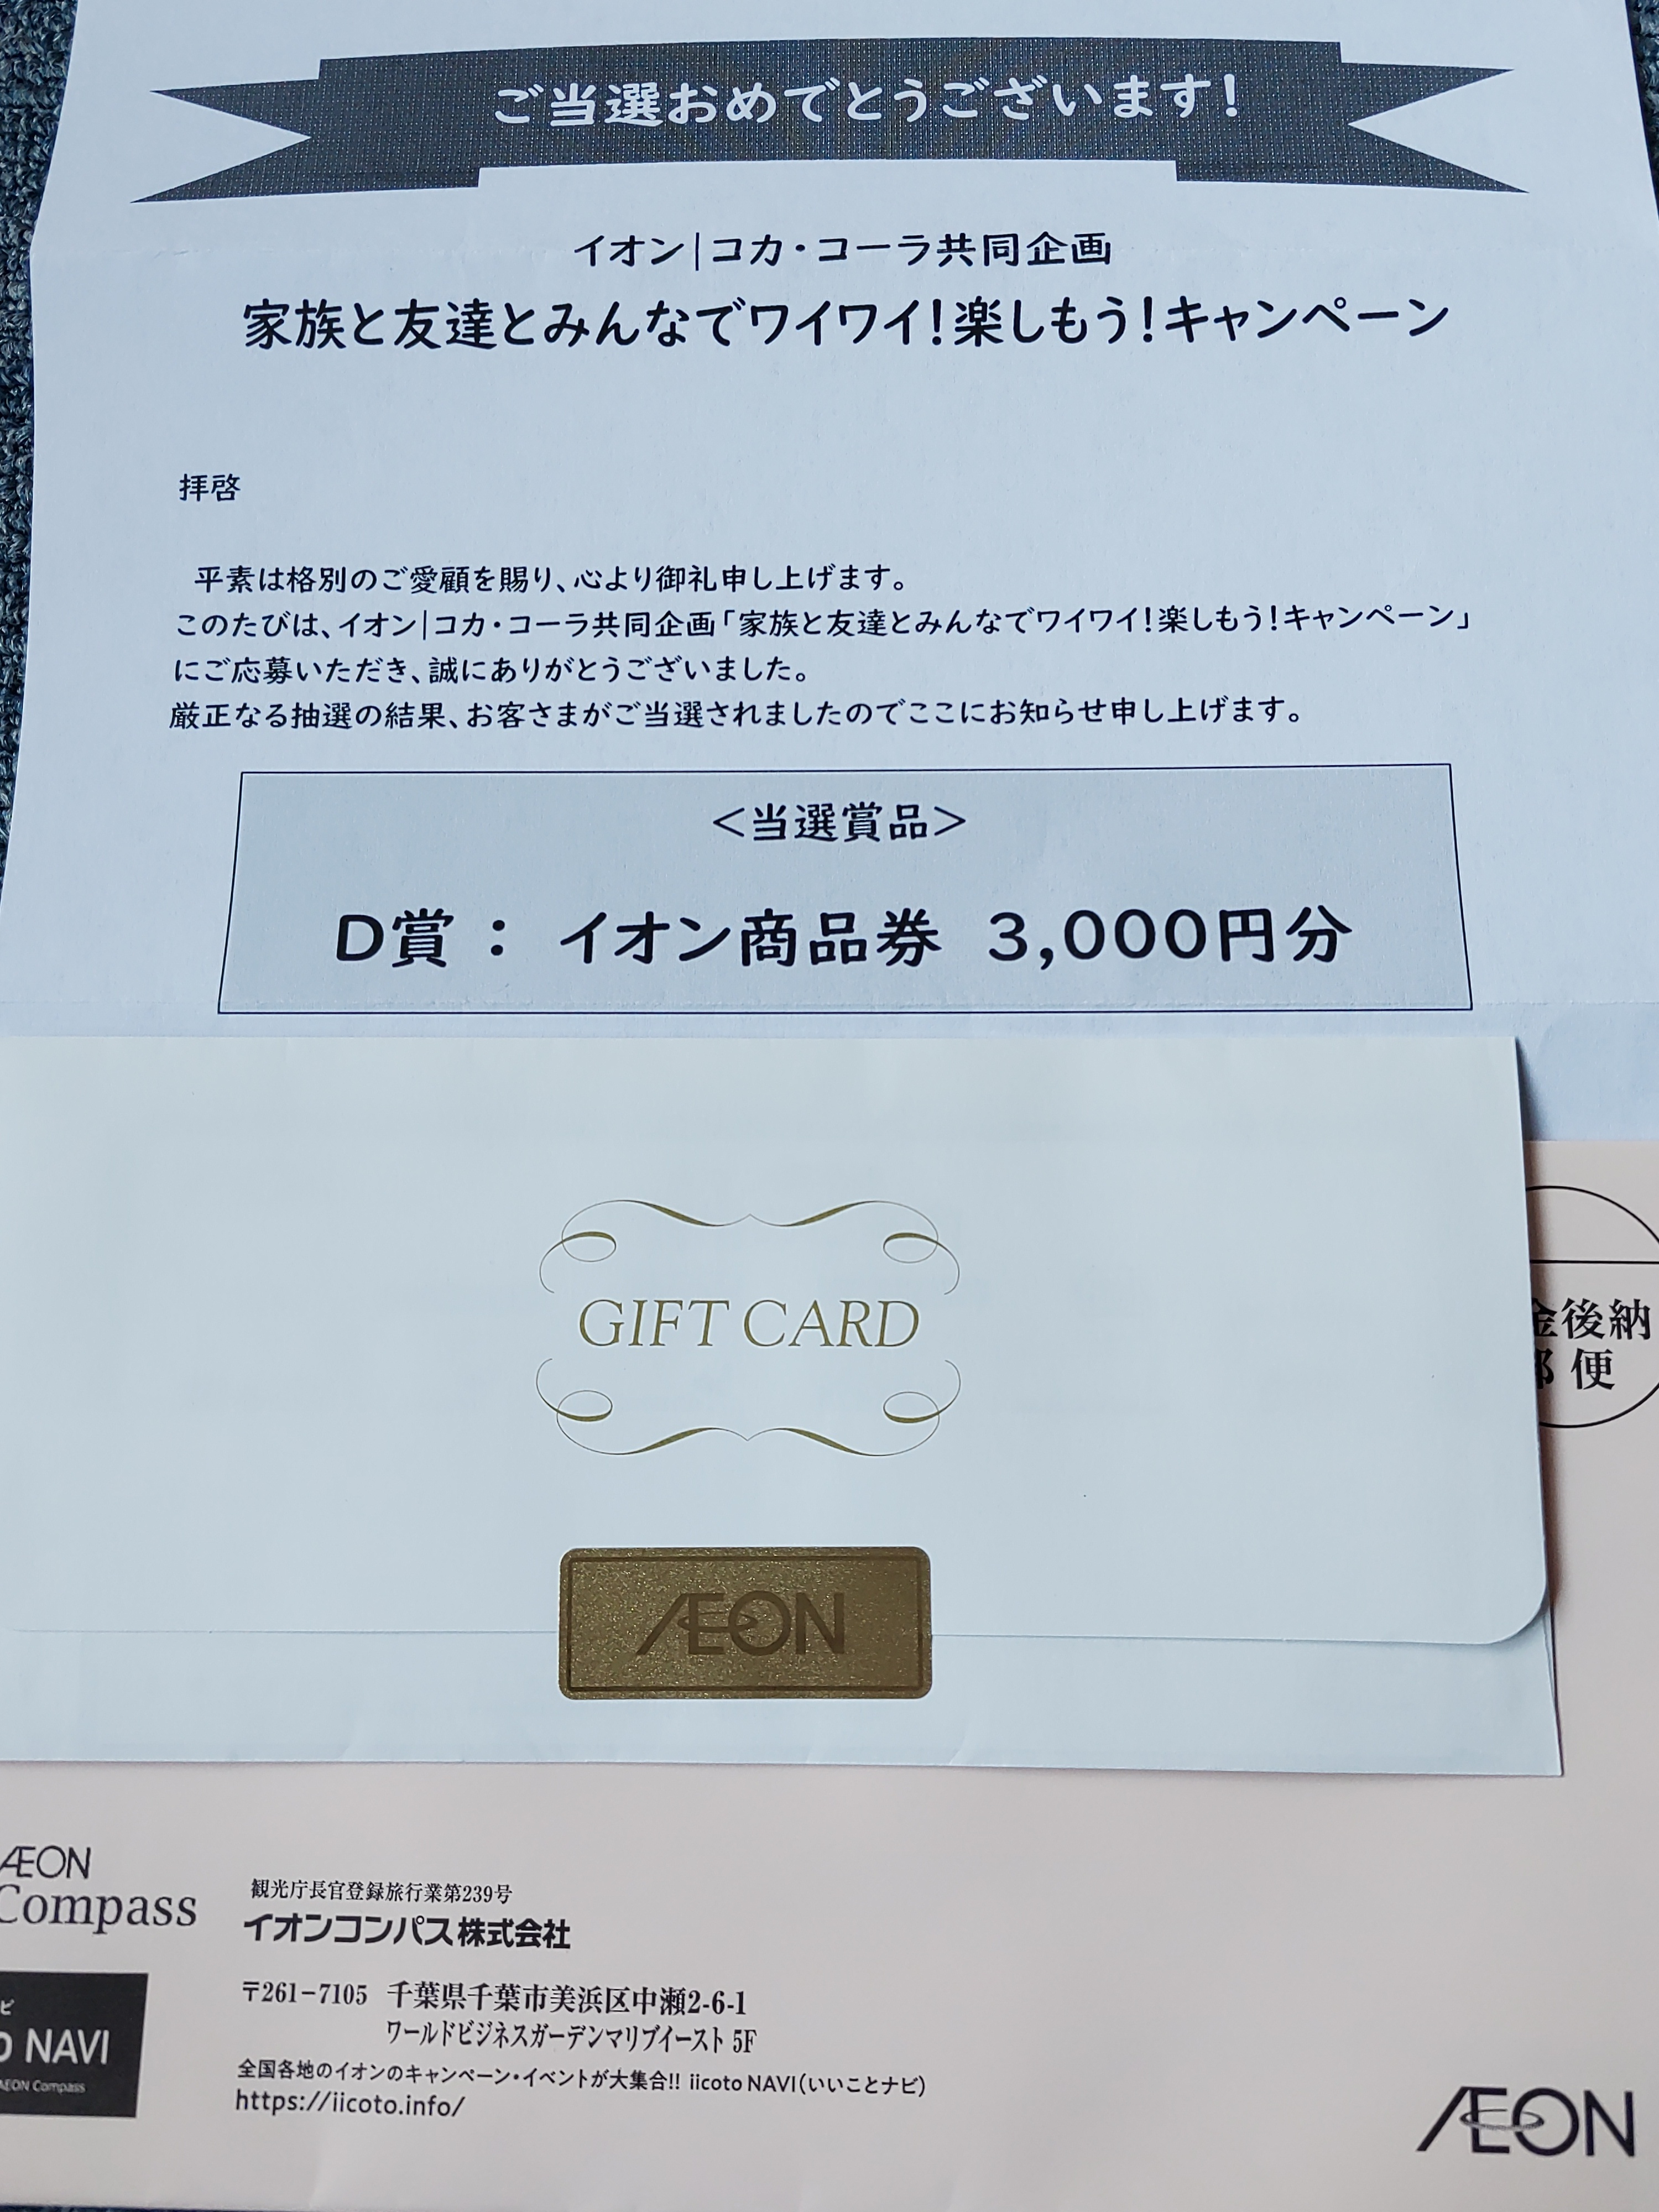 ご当選おめでとうございます!
イオン|コカ・コーラ共同企画
家族と友達とみんなでワイワイ!楽しもう!キャンペーン
拝啓
平素は格別のご愛顧を賜り、心より御礼申し上げます。
このたびは、イオン|コカ・コーラ共同企画「家族と友達とみんなでワイワイ!楽しもう!キャンペーン」
にご応募いただき、誠にありがとうございました。
厳正なる抽選の結果、お客さまがご当選されましたのでここにお知らせ申し上げます。
<当選賞品>
D賞 : イオン商品券 3,000円分
GIFT CARD
金後納
郵便
ÆON
ÆON
Compass
観光庁長官登録旅行業第239号
イオンコンパス株式会社
〒261-7105 千葉県千葉市美浜区中瀬2-6-1
ワールドビジネスガーデンマリブイースト 5F
全国各地のイオンのキャンペーン・イベントが大集合!! iicoto NAVI(いいことナビ)
https://iicoto.info/
ビ
o NAVI
AEON Compass
ÆON